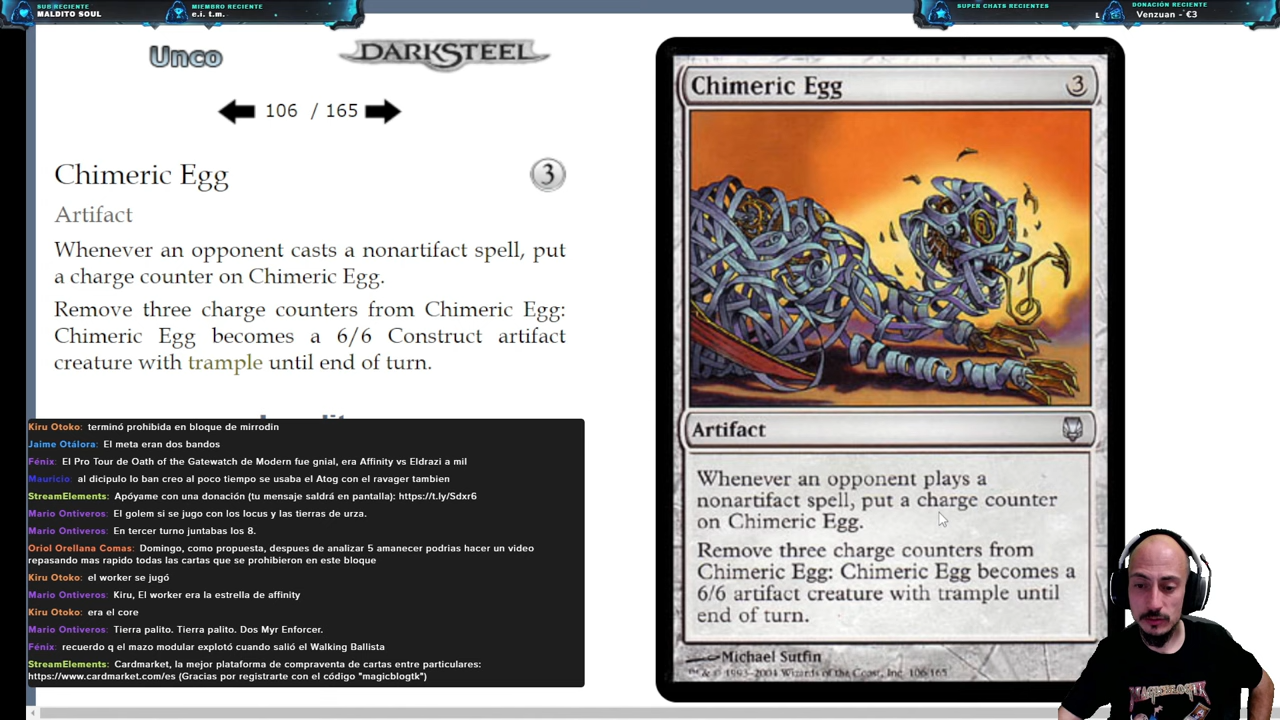 SUB RECIENTE
MALDITO SOUL
MIEMBRO RECIENTE
e.i. t.m.
SUPER CHATS RECIENTES
L
DONACIÓN RECIENTE
Venzuan - €3
Unco
DARKSTEEL
106 / 165
Chimeric Egg
3
Artifact
Whenever an opponent casts a nonartifact spell, put
a charge counter on Chimeric Egg.
Remove three charge counters from Chimeric Egg:
Chimeric Egg becomes a 6/6 Construct artifact
creature with trample until end of turn.
Kiru Otoko: terminó prohibida en bloque de mirrodin
Jaime Otálora: El meta eran dos bandos
Fénix: El Pro Tour de Oath of the Gatewatch de Modern fue gnial, era Affinity vs Eldrazi a mil
Mauricio: al dicipulo lo ban creo al poco tiempo se usaba el Atog con el ravager tambien
StreamElements: Apóyame con una donación (tu mensaje saldrá en pantalla): https://t.ly/Sdxr6
Mario Ontiveros: El golem si se jugo con los locus y las tierras de urza.
Mario Ontiveros: En tercer turno juntabas los 8.
Oriol Orellana Comas: Domingo, como propuesta, despues de analizar 5 amanecer podrias hacer un video
repasando mas rapido todas las cartas que se prohibieron en este bloque
Kiru Otoko: el worker se jugó
Mario Ontiveros: Kiru, El worker era la estrella de affinity
Kiru Otoko: era el core
Mario Ontiveros: Tierra palito. Tierra palito. Dos Myr Enforcer.
Fénix: recuerdo q el mazo modular explotó cuando salió el Walking Ballista
StreamElements: Cardmarket, la mejor plataforma de compraventa de cartas entre particulares:
https://www.cardmarket.com/es (Gracias por registrarte con el código "magicblogtk")
Chimeric Egg
3
Artifact
Whenever an opponent plays a
nonartifact spell, put a charge counter
on Chimeric Egg.
Remove three charge counters from
Chimeric Egg: Chimeric Egg becomes a
6/6 artifact creature with trample until
end of turn.
Michael Sutfin
™ & © 1993–2004 Wizards of the Coast, Inc. 106/165
MAGICBLOGTK